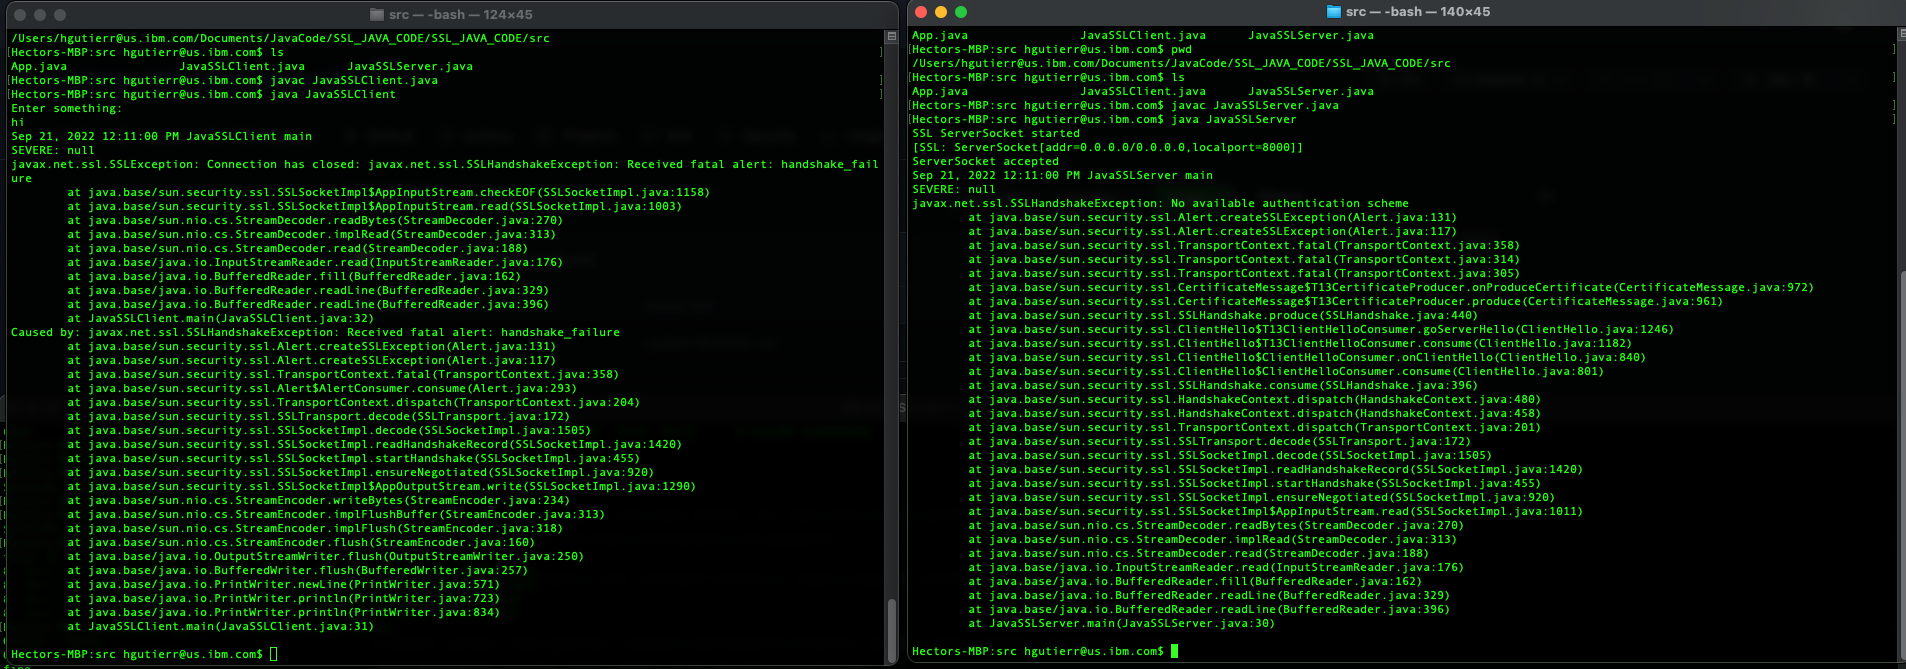 src — -bash — 124×45
/Users/hgutierr@us.ibm.com/Documents/JavaCode/SSL_JAVA_CODE/SSL_JAVA_CODE/src
[Hectors-MBP:src hgutierr@us.ibm.com$ ls ]
App.java JavaSSLClient.java JavaSSLServer.java
[Hectors-MBP:src hgutierr@us.ibm.com$ javac JavaSSLClient.java ]
[Hectors-MBP:src hgutierr@us.ibm.com$ java JavaSSLClient ]
Enter something:
hi
Sep 21, 2022 12:11:00 PM JavaSSLClient main
SEVERE: null
javax.net.ssl.SSLException: Connection has closed: javax.net.ssl.SSLHandshakeException: Received fatal alert: handshake_fail
ure
at java.base/sun.security.ssl.SSLSocketImpl$AppInputStream.checkEOF(SSLSocketImpl.java:1158)
at java.base/sun.security.ssl.SSLSocketImpl$AppInputStream.read(SSLSocketImpl.java:1003)
at java.base/sun.nio.cs.StreamDecoder.readBytes(StreamDecoder.java:270)
at java.base/sun.nio.cs.StreamDecoder.implRead(StreamDecoder.java:313)
at java.base/sun.nio.cs.StreamDecoder.read(StreamDecoder.java:188)
at java.base/java.io.InputStreamReader.read(InputStreamReader.java:176)
at java.base/java.io.BufferedReader.fill(BufferedReader.java:162)
at java.base/java.io.BufferedReader.readLine(BufferedReader.java:329)
at java.base/java.io.BufferedReader.readLine(BufferedReader.java:396)
at JavaSSLClient.main(JavaSSLClient.java:32)
Caused by: javax.net.ssl.SSLHandshakeException: Received fatal alert: handshake_failure
at java.base/sun.security.ssl.Alert.createSSLException(Alert.java:131)
at java.base/sun.security.ssl.Alert.createSSLException(Alert.java:117)
at java.base/sun.security.ssl.TransportContext.fatal(TransportContext.java:358)
at java.base/sun.security.ssl.Alert$AlertConsumer.consume(Alert.java:293)
at java.base/sun.security.ssl.TransportContext.dispatch(TransportContext.java:204)
at java.base/sun.security.ssl.SSLTransport.decode(SSLTransport.java:172)
at java.base/sun.security.ssl.SSLSocketImpl.decode(SSLSocketImpl.java:1505)
at java.base/sun.security.ssl.SSLSocketImpl.readHandshakeRecord(SSLSocketImpl.java:1420)
at java.base/sun.security.ssl.SSLSocketImpl.startHandshake(SSLSocketImpl.java:455)
at java.base/sun.security.ssl.SSLSocketImpl.ensureNegotiated(SSLSocketImpl.java:920)
at java.base/sun.security.ssl.SSLSocketImpl$AppOutputStream.write(SSLSocketImpl.java:1290)
at java.base/sun.nio.cs.StreamEncoder.writeBytes(StreamEncoder.java:234)
at java.base/sun.nio.cs.StreamEncoder.implFlushBuffer(StreamEncoder.java:313)
at java.base/sun.nio.cs.StreamEncoder.implFlush(StreamEncoder.java:318)
at java.base/sun.nio.cs.StreamEncoder.flush(StreamEncoder.java:160)
at java.base/java.io.OutputStreamWriter.flush(OutputStreamWriter.java:250)
at java.base/java.io.BufferedWriter.flush(BufferedWriter.java:257)
at java.base/java.io.PrintWriter.newLine(PrintWriter.java:571)
at java.base/java.io.PrintWriter.println(PrintWriter.java:723)
at java.base/java.io.PrintWriter.println(PrintWriter.java:834)
at JavaSSLClient.main(JavaSSLClient.java:31)
Hectors-MBP:src hgutierr@us.ibm.com$
src — -bash — 140×45
App.java JavaSSLClient.java JavaSSLServer.java
[Hectors-MBP:src hgutierr@us.ibm.com$ pwd ]
/Users/hgutierr@us.ibm.com/Documents/JavaCode/SSL_JAVA_CODE/SSL_JAVA_CODE/src
[Hectors-MBP:src hgutierr@us.ibm.com$ ls ]
App.java JavaSSLClient.java JavaSSLServer.java
[Hectors-MBP:src hgutierr@us.ibm.com$ javac JavaSSLServer.java ]
[Hectors-MBP:src hgutierr@us.ibm.com$ java JavaSSLServer ]
SSL ServerSocket started
[SSL: ServerSocket[addr=0.0.0.0/0.0.0.0,localport=8000]]
ServerSocket accepted
Sep 21, 2022 12:11:00 PM JavaSSLServer main
SEVERE: null
javax.net.ssl.SSLHandshakeException: No available authentication scheme
at java.base/sun.security.ssl.Alert.createSSLException(Alert.java:131)
at java.base/sun.security.ssl.Alert.createSSLException(Alert.java:117)
at java.base/sun.security.ssl.TransportContext.fatal(TransportContext.java:358)
at java.base/sun.security.ssl.TransportContext.fatal(TransportContext.java:314)
at java.base/sun.security.ssl.TransportContext.fatal(TransportContext.java:305)
at java.base/sun.security.ssl.CertificateMessage$T13CertificateProducer.onProduceCertificate(CertificateMessage.java:972)
at java.base/sun.security.ssl.CertificateMessage$T13CertificateProducer.produce(CertificateMessage.java:961)
at java.base/sun.security.ssl.SSLHandshake.produce(SSLHandshake.java:440)
at java.base/sun.security.ssl.ClientHello$T13ClientHelloConsumer.goServerHello(ClientHello.java:1246)
at java.base/sun.security.ssl.ClientHello$T13ClientHelloConsumer.consume(ClientHello.java:1182)
at java.base/sun.security.ssl.ClientHello$ClientHelloConsumer.onClientHello(ClientHello.java:840)
at java.base/sun.security.ssl.ClientHello$ClientHelloConsumer.consume(ClientHello.java:801)
at java.base/sun.security.ssl.SSLHandshake.consume(SSLHandshake.java:396)
at java.base/sun.security.ssl.HandshakeContext.dispatch(HandshakeContext.java:480)
at java.base/sun.security.ssl.HandshakeContext.dispatch(HandshakeContext.java:458)
at java.base/sun.security.ssl.TransportContext.dispatch(TransportContext.java:201)
at java.base/sun.security.ssl.SSLTransport.decode(SSLTransport.java:172)
at java.base/sun.security.ssl.SSLSocketImpl.decode(SSLSocketImpl.java:1505)
at java.base/sun.security.ssl.SSLSocketImpl.readHandshakeRecord(SSLSocketImpl.java:1420)
at java.base/sun.security.ssl.SSLSocketImpl.startHandshake(SSLSocketImpl.java:455)
at java.base/sun.security.ssl.SSLSocketImpl.ensureNegotiated(SSLSocketImpl.java:920)
at java.base/sun.security.ssl.SSLSocketImpl$AppInputStream.read(SSLSocketImpl.java:1011)
at java.base/sun.nio.cs.StreamDecoder.readBytes(StreamDecoder.java:270)
at java.base/sun.nio.cs.StreamDecoder.implRead(StreamDecoder.java:313)
at java.base/sun.nio.cs.StreamDecoder.read(StreamDecoder.java:188)
at java.base/java.io.InputStreamReader.read(InputStreamReader.java:176)
at java.base/java.io.BufferedReader.fill(BufferedReader.java:162)
at java.base/java.io.BufferedReader.readLine(BufferedReader.java:329)
at java.base/java.io.BufferedReader.readLine(BufferedReader.java:396)
at JavaSSLServer.main(JavaSSLServer.java:30)
Hectors-MBP:src hgutierr@us.ibm.com$